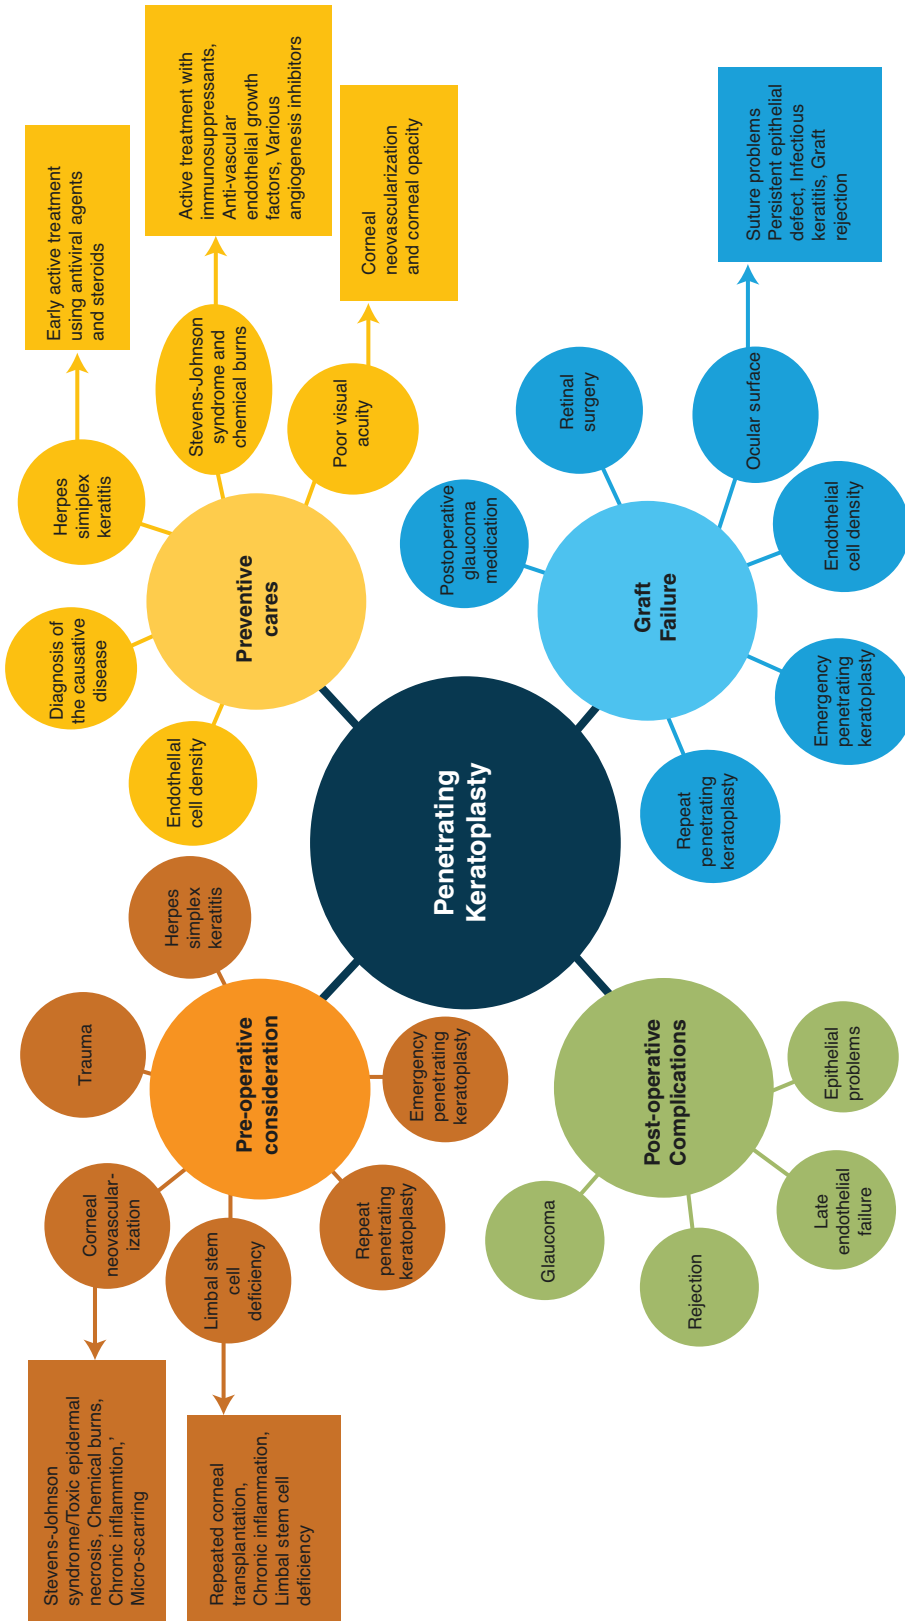 Penetrating
Keratoplasty
Pre-operative
consideration
Stevens-Johnson
syndrome/Toxic epidermal
necrosis, Chemical burns,
Chronic inflammtion,’
Micro-scarring
Corneal
neovascular-
ization
Trauma
Herpes
simplex
keratitis
Repeated corneal
transplantation,
Chronic inflammation,
Limbal stem cell
deficiency
Limbal stem
cell
deficiency
Repeat
penetrating
keratoplasty
Emergency
penetrating
keratoplasty
Preventive
cares
Endothellal
cell density
Diagnosis of
the causative
disease
Herpes
simiplex
keratitis
Early active treatment
using antiviral agents
and steroids
Stevens-Johnson
syndrome and
chemical burns
Active treatment with
immunosuppressants,
Anti-vascular
endothelial growth
factors, Various
angiogenesis inhibitors
Poor visual
acuity
Corneal
neovascularization
and corneal opacity
Post-operative
Complications
Glaucoma
Rejection
Late
endothelial
failure
Epithelial
problems
Graft
Failure
Postoperative
glaucoma
medication
Retinal
surgery
Ocular surface
Suture problems
Persistent epithelial
defect, Infectious
keratitis, Graft
rejection
Endothelial
cell density
Emergency
penetrating
keratoplasty
Repeat
penetrating
keratoplasty